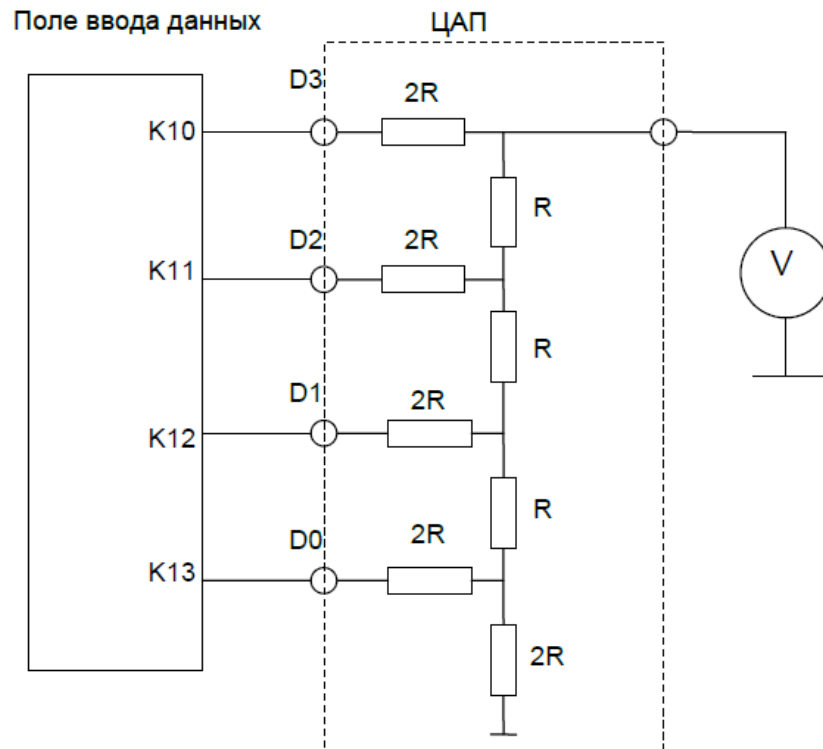 Поле ввода данных
ЦАП
D3
2R
K10
R
D2
2R
K11
V
R
D1
2R
K12
R
D0
2R
K13
2R